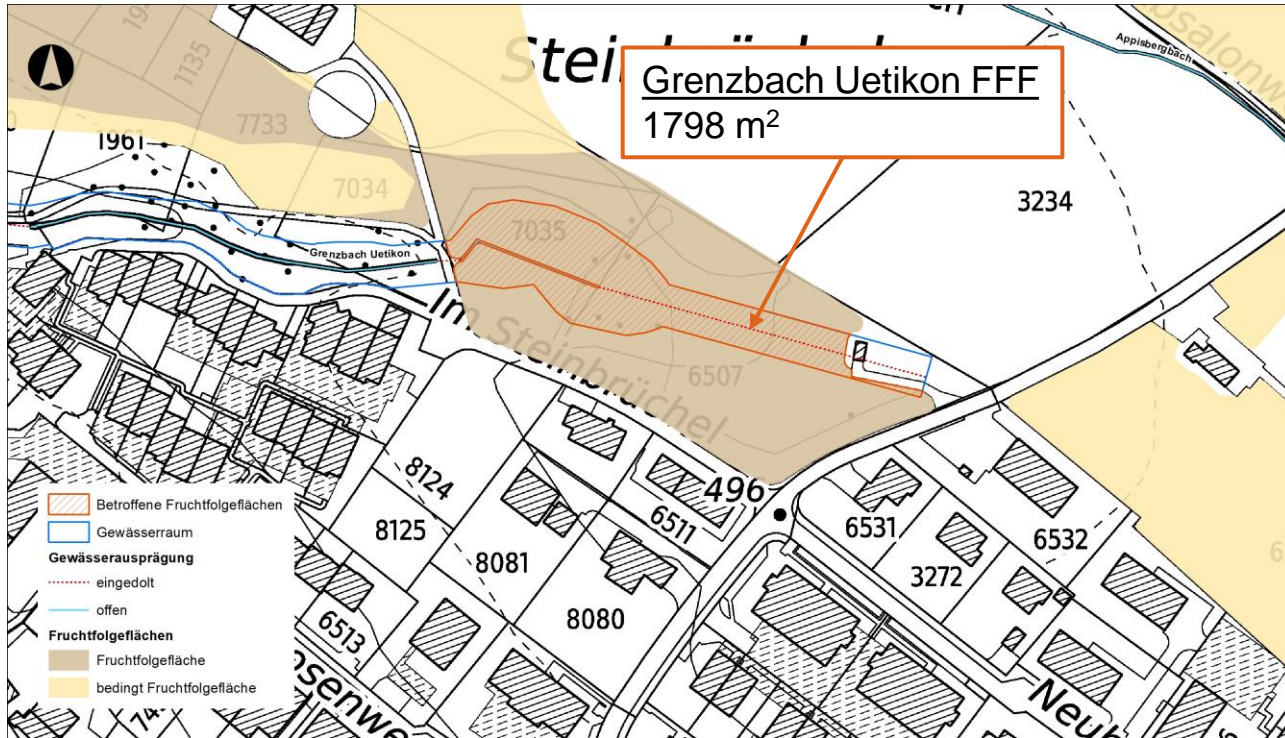 Steinbrüchel
Appisbergbach
Grenzbach Uetikon FFF
1798 m²
1135
7733
1961
7034
7035
3234
Grenzbach Uetikon
Im Steinbrüchel
6507
496
8124
8125
8081
6511
8080
6531
3272
6532
6513
Betroffene Fruchtfolgeflächen
Gewässerraum
Gewässerausprägung
eingedolt
offen
Fruchtfolgeflächen
Fruchtfolgefläche
bedingt Fruchtfolgefläche